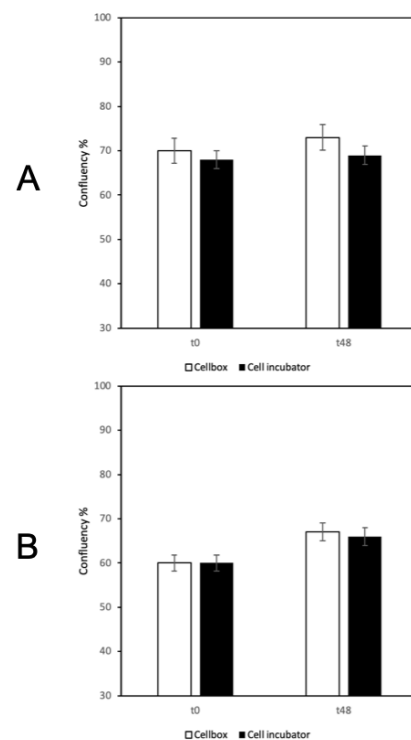 A
Confluency %
100
90
80
70
60
50
40
30
t0 t48
Cellbox Cell incubator
B
Confluency %
100
90
80
70
60
50
40
30
t0 t48
Cellbox Cell incubator